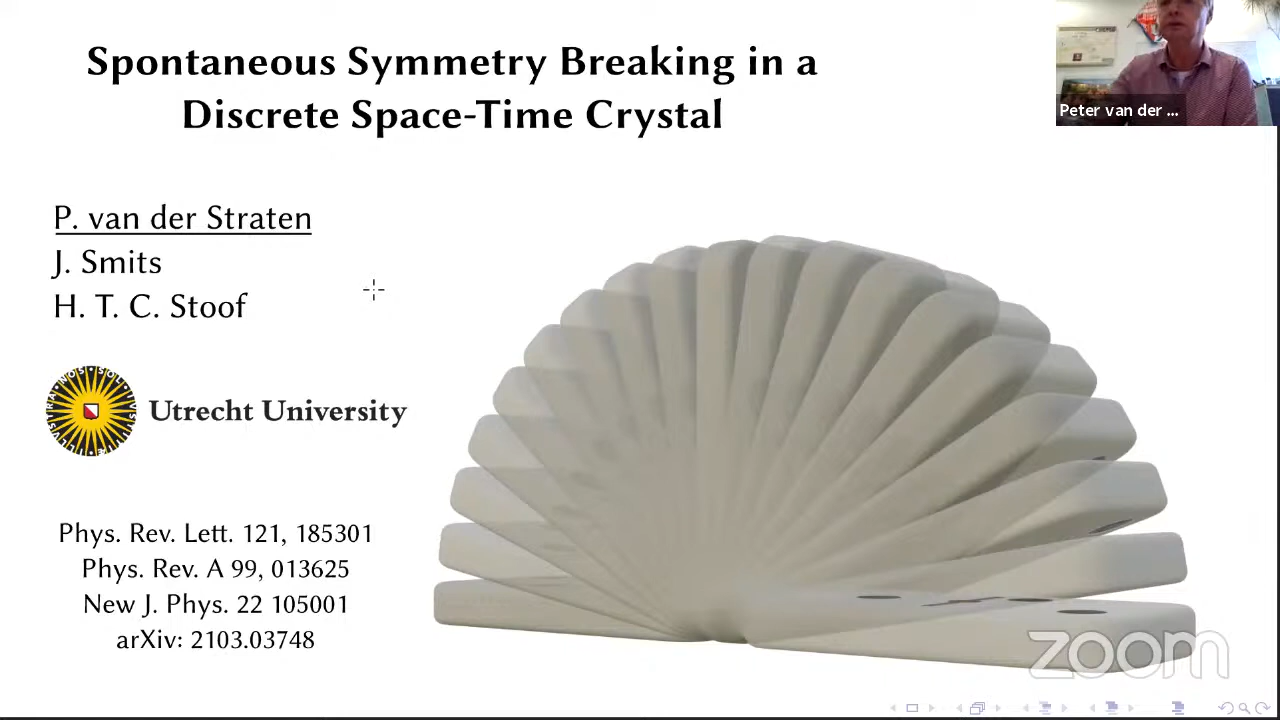 Spontaneous Symmetry Breaking in a
Discrete Space-Time Crystal
Peter van der ...
P. van der Straten
J. Smits
H. T. C. Stoof
Utrecht University
Phys. Rev. Lett. 121, 185301
Phys. Rev. A 99, 013625
New J. Phys. 22 105001
arXiv: 2103.03748
zoom